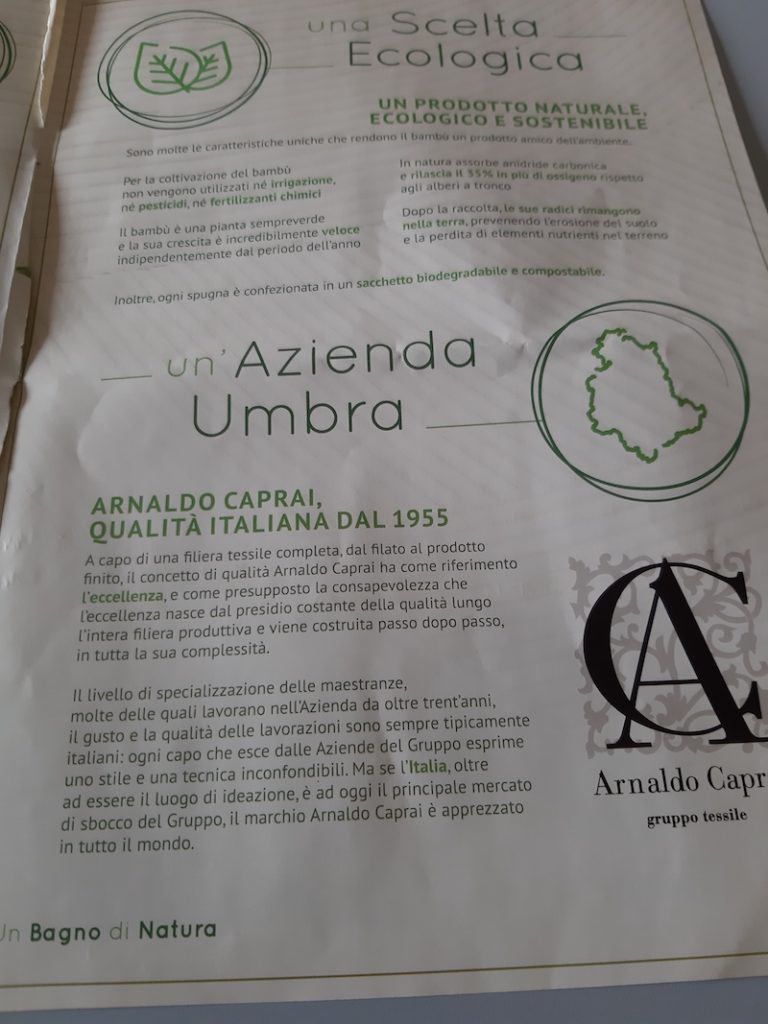 una Scelta
Ecologica
UN PRODOTTO NATURALE,
ECOLOGICO E SOSTENIBILE
Sono molte le caratteristiche uniche che rendono il bambù un prodotto amico dell'ambiente.
Per la coltivazione del bambù
non vengono utilizzati né irrigazione,
né pesticidi, né fertilizzanti chimici
Il bambù è una pianta sempreverde
e la sua crescita è incredibilmente veloce
indipendentemente dal periodo dell'anno
In natura assorbe anidride carbonica
e rilascia il 35% in più di ossigeno rispetto
agli alberi a tronco
Dopo la raccolta, le sue radici rimangono
nella terra, prevenendo l'erosione del suolo
e la perdita di elementi nutrienti nel terreno
Inoltre, ogni spugna è confezionata in un sacchetto biodegradabile e compostabile.
un'Azienda
Umbra
ARNALDO CAPRAI,
QUALITÀ ITALIANA DAL 1955
A capo di una filiera tessile completa, dal filato al prodotto
finito, il concetto di qualità Arnaldo Caprai ha come riferimento
l'eccellenza, e come presupposto la consapevolezza che
l'eccellenza nasce dal presidio costante della qualità lungo
l'intera filiera produttiva e viene costruita passo dopo passo,
in tutta la sua complessità.
Il livello di specializzazione delle maestranze,
molte delle quali lavorano nell'Azienda da oltre trent'anni,
il gusto e la qualità delle lavorazioni sono sempre tipicamente
italiani: ogni capo che esce dalle Aziende del Gruppo esprime
uno stile e una tecnica inconfondibili. Ma se l'Italia, oltre
ad essere il luogo di ideazione, è ad oggi il principale mercato
di sbocco del Gruppo, il marchio Arnaldo Caprai è apprezzato
in tutto il mondo.
CA
Arnaldo Capr
gruppo tessile
Un Bagno di Natura